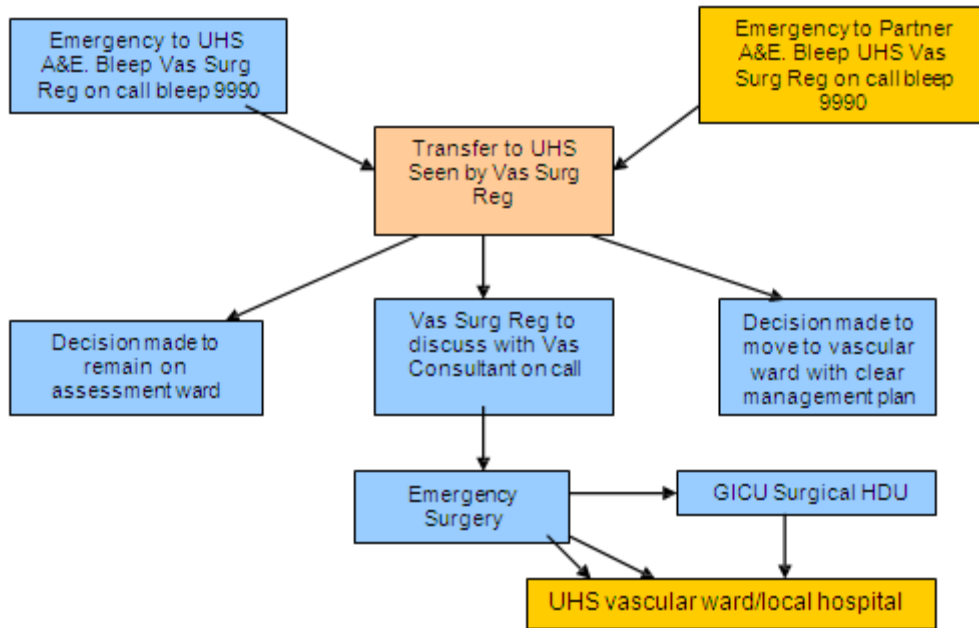 Emergency to UHS
A&E. Bleep Vas Surg
Reg on call bleep 9990
Emergency to Partner
A&E. Bleep UHS Vas
Surg Reg on call bleep
9990
Transfer to UHS
Seen by Vas Surg
Reg
Decision made to
remain on
assessment ward
Vas Surg Reg to
discuss with Vas
Consultant on call
Decision made to
move to vascular
ward with clear
management plan
Emergency
Surgery
GICU Surgical HDU
UHS vascular ward/local hospital